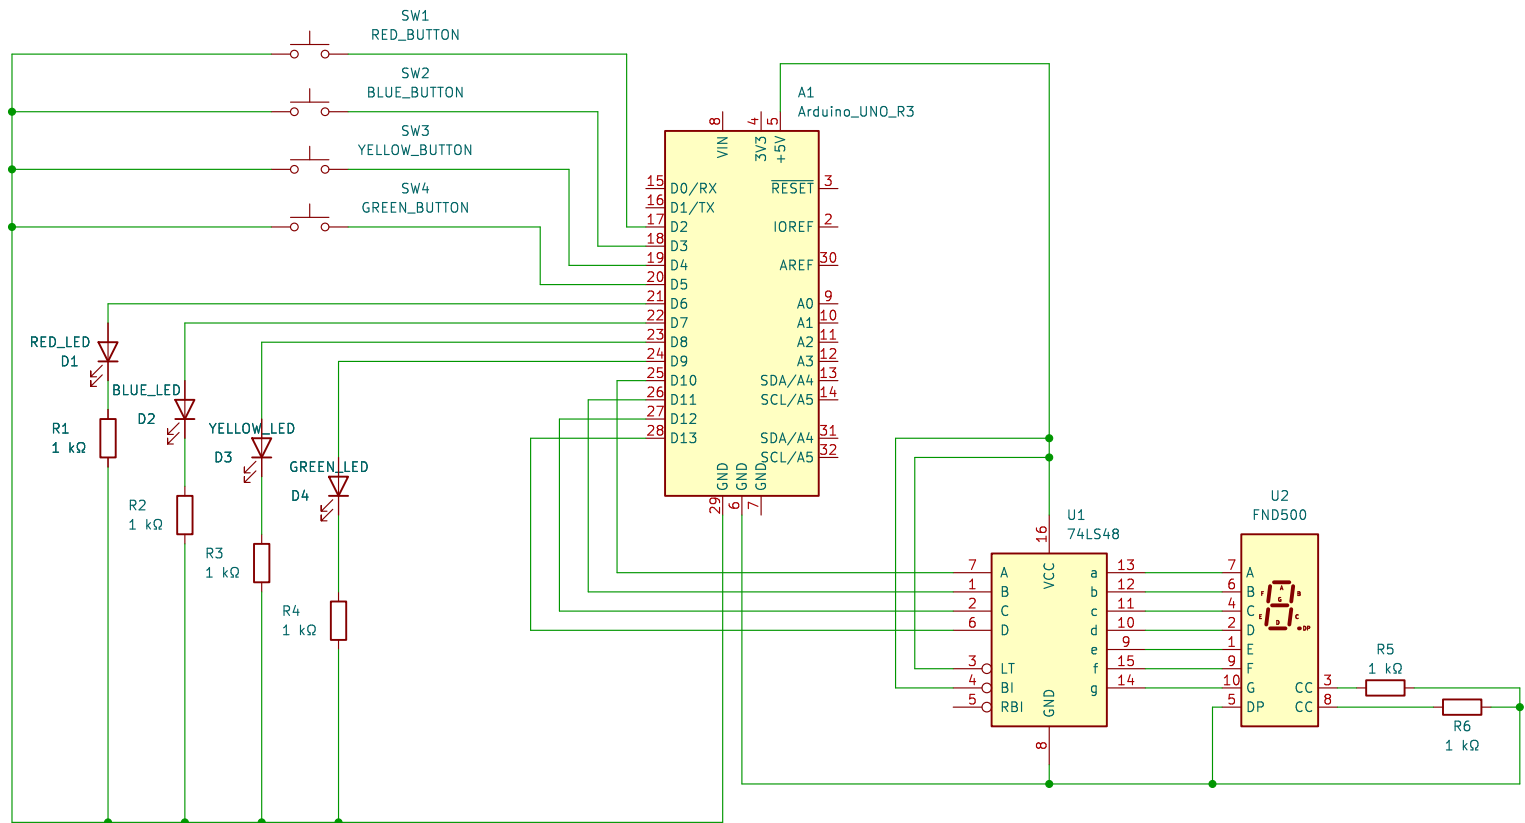 SW1
RED_BUTTON
SW2
BLUE_BUTTON
SW3
YELLOW_BUTTON
SW4
GREEN_BUTTON
A1
Arduino_UNO_R3
8
4
5
VIN
3V3
+5V
15 D0/RX
16 D1/TX
17 D2
18 D3
19 D4
20 D5
21 D6
22 D7
23 D8
24 D9
25 D10
26 D11
27 D12
28 D13
RESET 3
IOREF 2
AREF 30
A0 9
A1 10
A2 11
A3 12
SDA/A4 13
SCL/A5 14
SDA/A4 31
SCL/A5 32
GND
GND
GND
29
6
7
RED_LED
D1
R1
1 kΩ
BLUE_LED
D2
R2
1 kΩ
YELLOW_LED
D3
R3
1 kΩ
GREEN_LED
D4
R4
1 kΩ
U1
74LS48
16
VCC
7 A
1 B
2 C
6 D
3 LT
4 BI
5 RBI
a 13
b 12
c 11
d 10
e 9
f 15
g 14
GND
8
U2
FND500
7 A
6 B
4 C
2 D
1 E
9 F
10 G
5 DP
A
F
B
G
E
C
D
DP
CC 3
CC 8
R5
1 kΩ
R6
1 kΩ